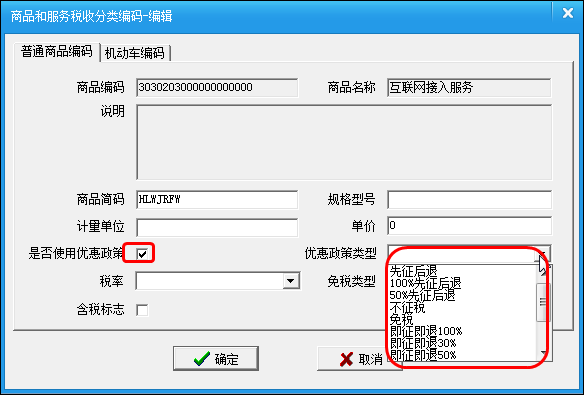 商品和服务税收分类编码-编辑
普通商品编码 机动车编码
商品编码 3030203000000000000 商品名称 互联网接入服务
说明
商品简码 HLWJRFW 规格型号
计量单位 单价 0
是否使用优惠政策 优惠政策类型
税率 免税类型
含税标志
先征后退
100%先征后退
50%先征后退
不征税
免税
即征即退100%
即征即退30%
即征即退50%
确定 取消